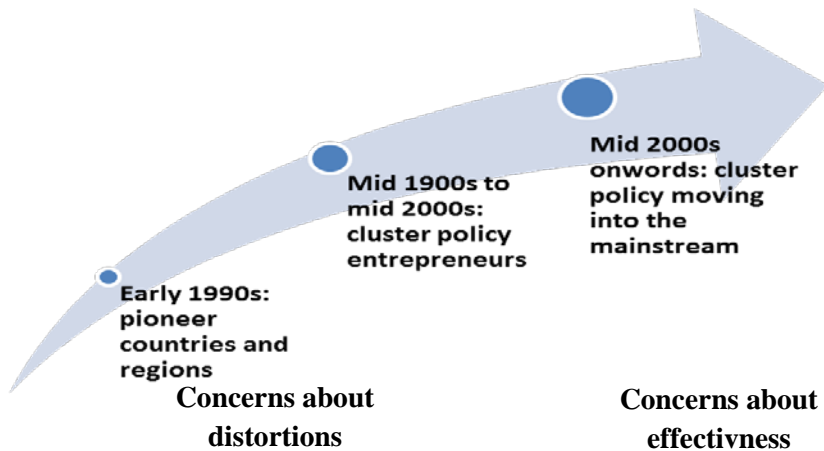 Early 1990s:
pioneer
countries and
regions
Mid 1900s to
mid 2000s:
cluster policy
entrepreneurs
Mid 2000s
onwords: cluster
policy moving
into the
mainstream
Concerns about
distortions
Concerns about
effectivness